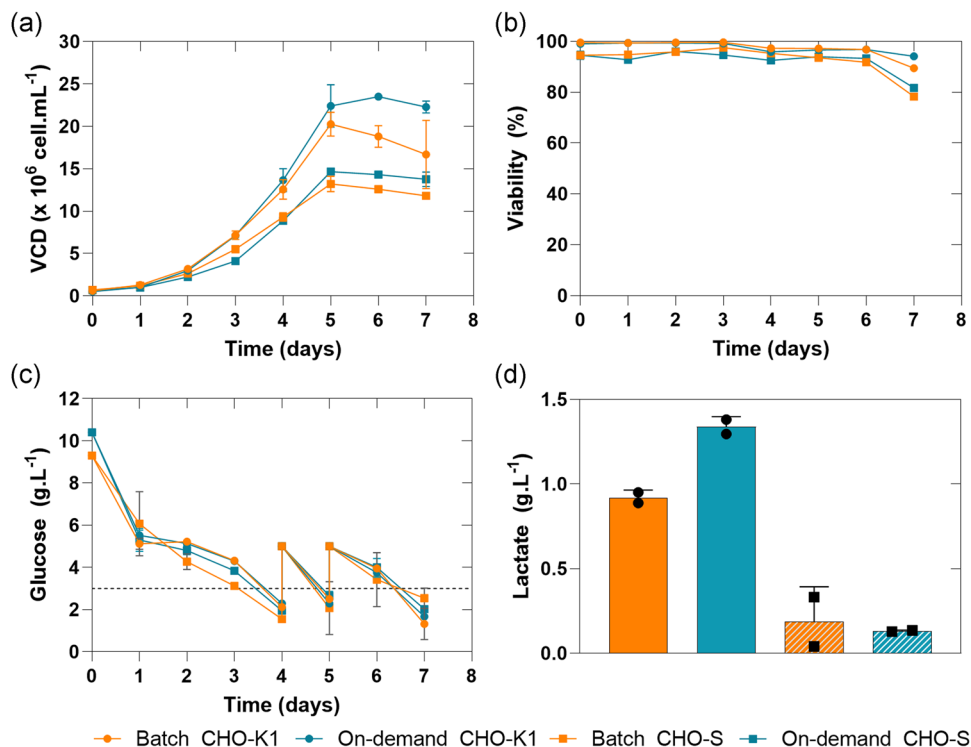 (a)
30
25
20
15
10
5
0
VCD (x 10⁶ cell.mL⁻¹)
0 1 2 3 4 5 6 7 8
Time (days)
(b)
100
80
60
40
20
0
Viability (%)
0 1 2 3 4 5 6 7 8
Time (days)
(c)
12
10
8
6
4
2
0
Glucose (g.L⁻¹)
0 1 2 3 4 5 6 7 8
Time (days)
(d)
1.5
1.0
0.5
0.0
Lactate (g.L⁻¹)
Batch CHO-K1 On-demand CHO-K1 Batch CHO-S On-demand CHO-S